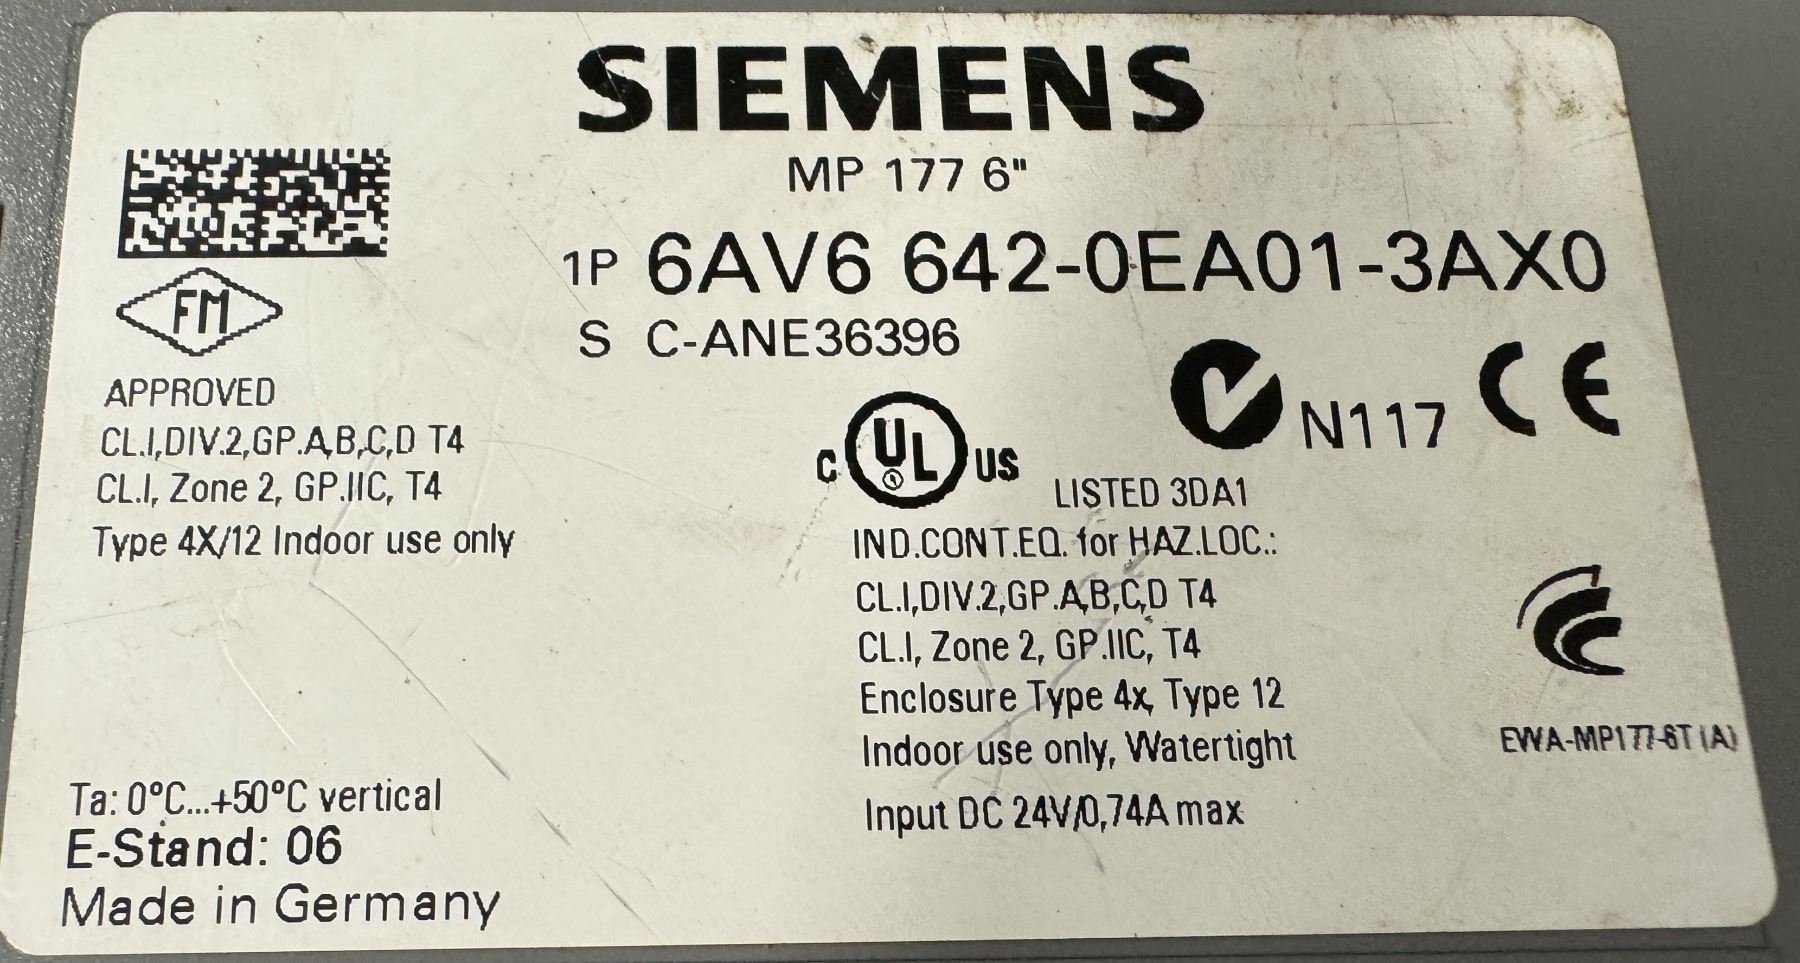 SIEMENS
MP 177 6"
1P 6AV6 642-0EA01-3AX0
S C-ANE36396
FM
APPROVED
CL.I,DIV.2,GP.A,B,C,D T4
CL.I, Zone 2, GP.IIC, T4
Type 4X/12 Indoor use only
N117
CE
C UL US
LISTED 3DA1
IND.CONT.EQ. for HAZ.LOC.:
CL.I,DIV.2,GP.A,B,C,D T4
CL.I, Zone 2, GP.IIC, T4
Enclosure Type 4x, Type 12
Indoor use only, Watertight
Input DC 24V/0,74A max
EWA-MP177-6T(A)
Ta: 0°C...+50°C vertical
E-Stand: 06
Made in Germany